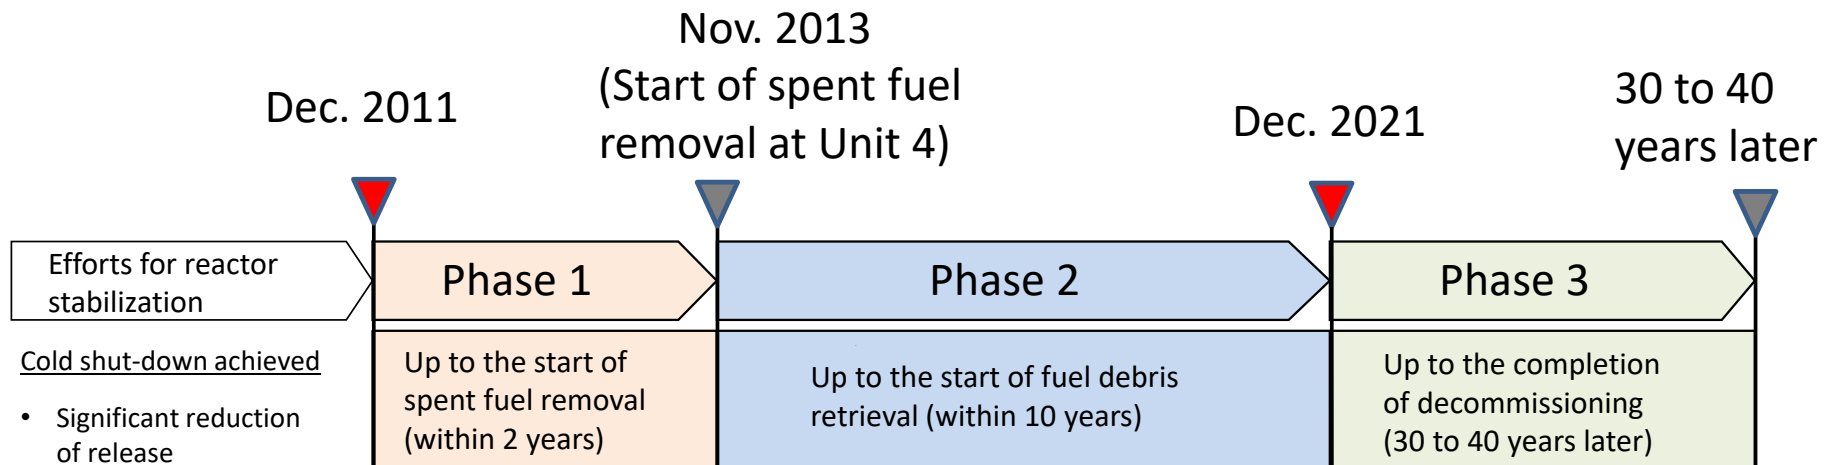 Nov. 2013
(Start of spent fuel
removal at Unit 4)
Dec. 2011
Dec. 2021
30 to 40
years later
Efforts for reactor
stabilization
Phase 1
Phase 2
Phase 3
Cold shut-down achieved
• Significant reduction
of release
Up to the start of
spent fuel removal
(within 2 years)
Up to the start of fuel debris
retrieval (within 10 years)
Up to the completion
of decommissioning
(30 to 40 years later)